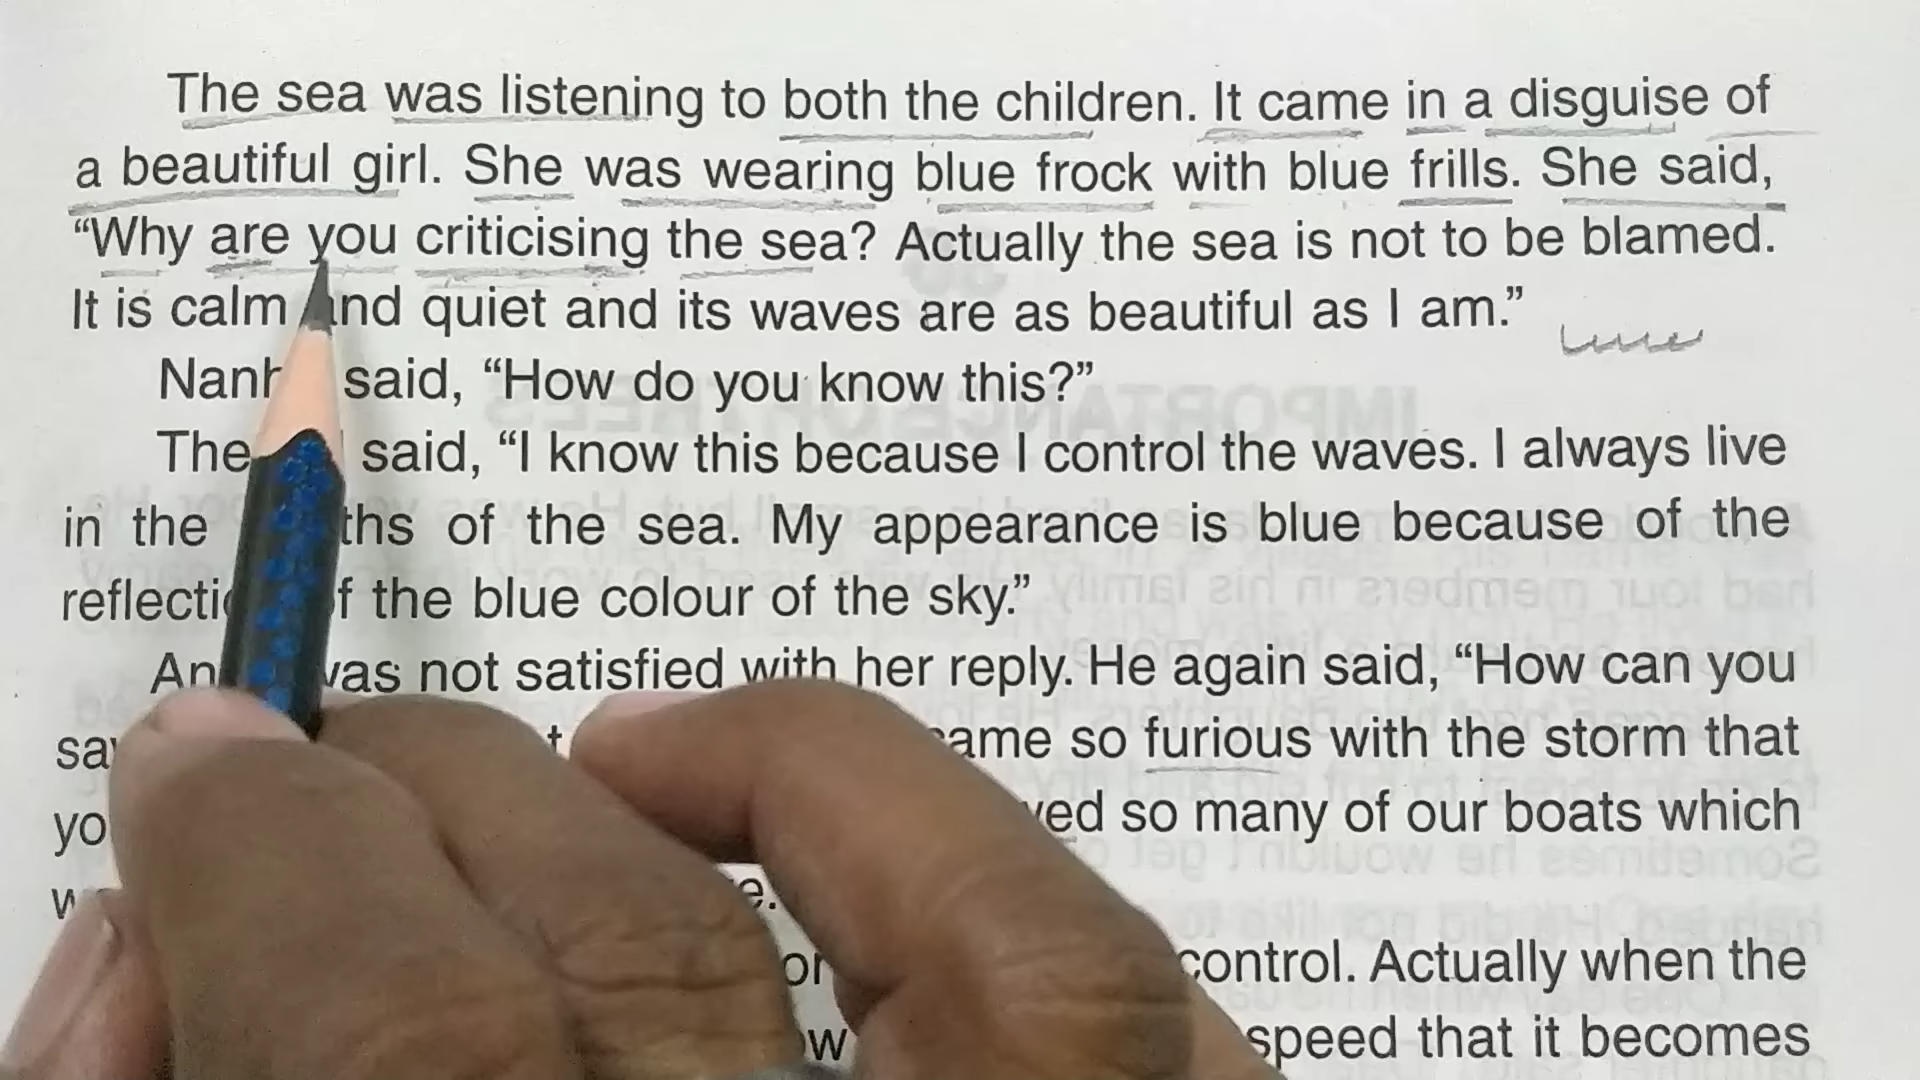 The sea was listening to both the children. It came in a disguise of
a beautiful girl. She was wearing blue frock with blue frills. She said,
“Why are you criticising the sea? Actually the sea is not to be blamed.
It is calm and quiet and its waves are as beautiful as I am.”
said, “How do you know this?”
The said, “I know this because I control the waves. I always live
in the of the sea. My appearance is blue because of the
of the blue colour of the sky.”
was not satisfied with her reply. He again said, “How can you
so furious with the storm that
so many of our boats which
control. Actually when the
speed that it becomes
IMPORTANCE OF TREES